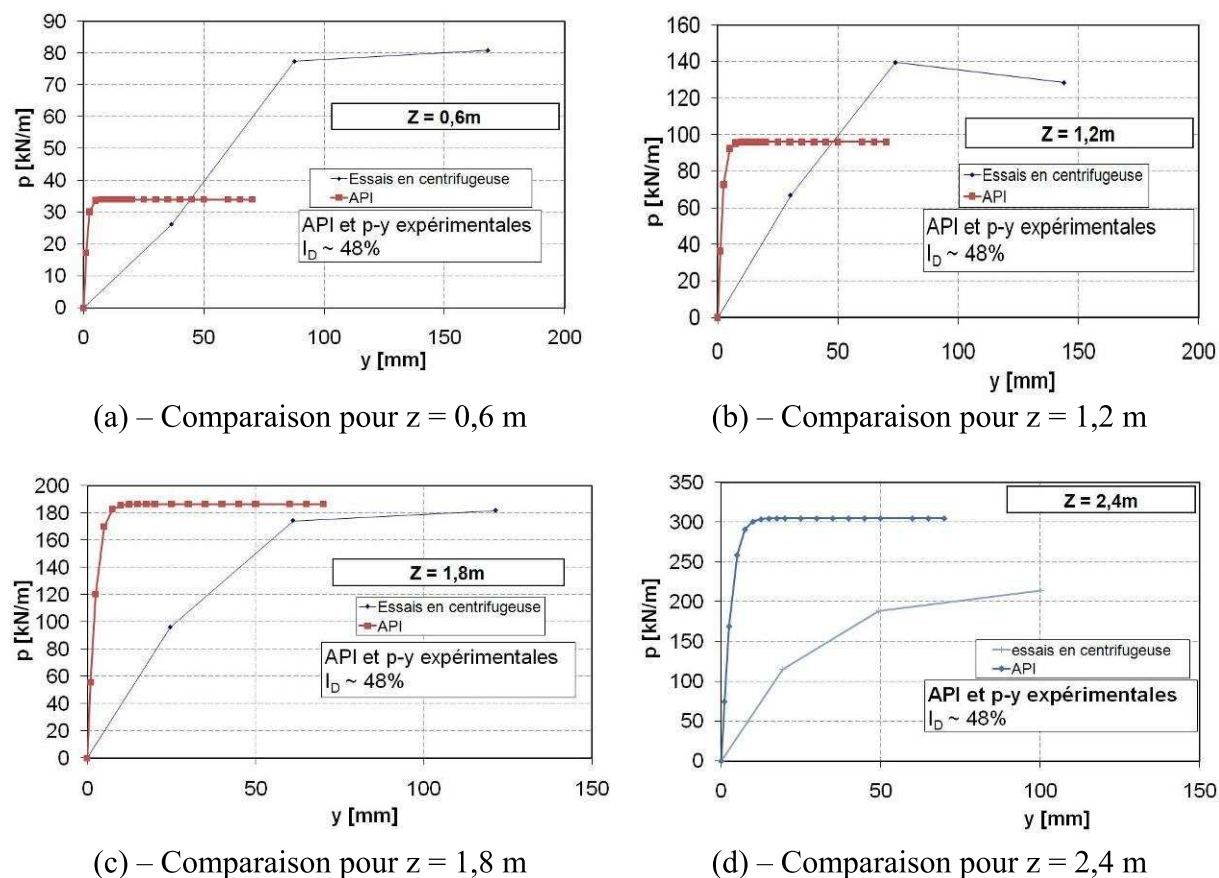 90
80
70
60
50
40
30
20
10
0
p [kN/m]
Z = 0,6m
Essais en centrifugeuse
API
API et p-y expérimentales
I_D ~ 48%
0 50 100 150 200
y [mm]
(a) – Comparaison pour z = 0,6 m
160
140
120
100
80
60
40
20
0
p [kN/m]
Z = 1,2m
Essais en centrifugeuse
API
API et p-y expérimentales
I_D ~ 48%
0 50 100 150 200
y [mm]
(b) – Comparaison pour z = 1,2 m
200
180
160
140
120
100
80
60
40
20
0
p [kN/m]
Z = 1,8m
Essais en centrifugeuse
API
API et p-y expérimentales
I_D ~ 48%
0 50 100 150
y [mm]
(c) – Comparaison pour z = 1,8 m
350
300
250
200
150
100
50
0
p [kN/m]
Z = 2,4m
essais en centrifugeuse
API
API et p-y expérimentales
I_D ~ 48%
0 50 100 150
y [mm]
(d) – Comparaison pour z = 2,4 m